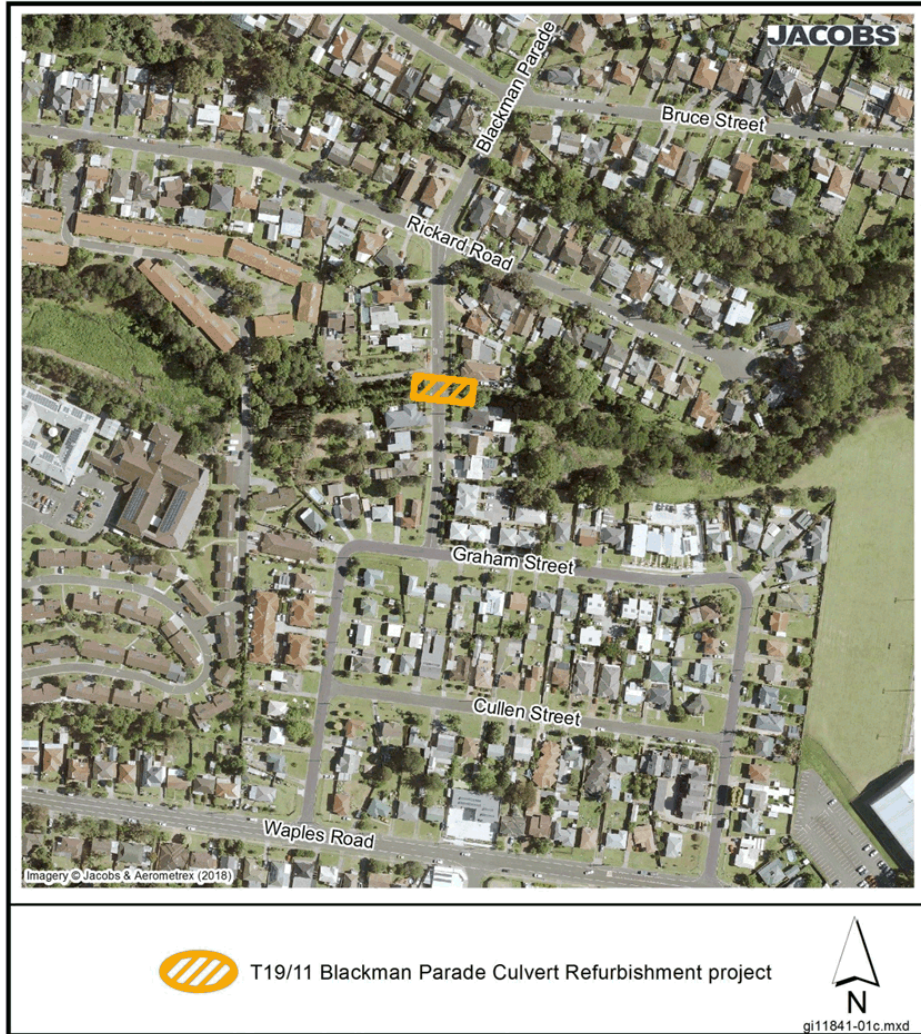 JACOBS
Blackman Parade
Bruce Street
Rickard Road
Graham Street
Cullen Street
Waples Road
Imagery © Jacobs & Aerometrex (2018)
T19/11 Blackman Parade Culvert Refurbishment project
N
gi11841-01c.mxd